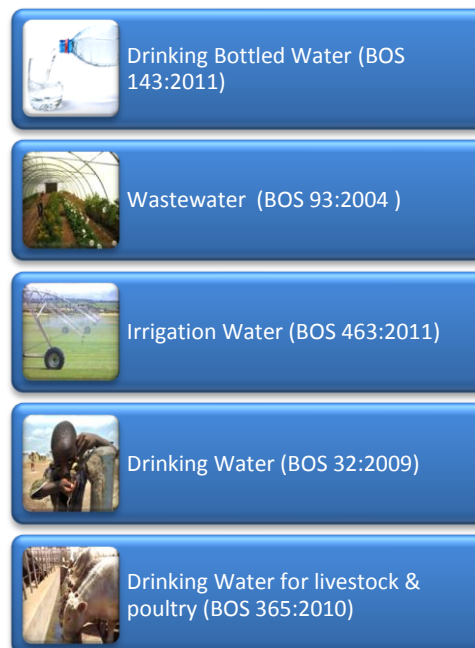 Drinking Bottled Water (BOS
143:2011)
Wastewater  (BOS 93:2004 )
Irrigation Water (BOS 463:2011)
Drinking Water (BOS 32:2009)
Drinking Water for livestock &
poultry (BOS 365:2010)